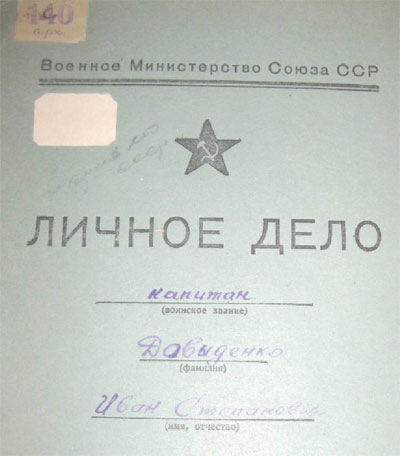 140
Военное Министерство Союза ССР
ЛИЧНОЕ ДЕЛО
капитан
(воинское звание)
Давыденко
(фамилия)
Иван Степанович
(имя, отчество)